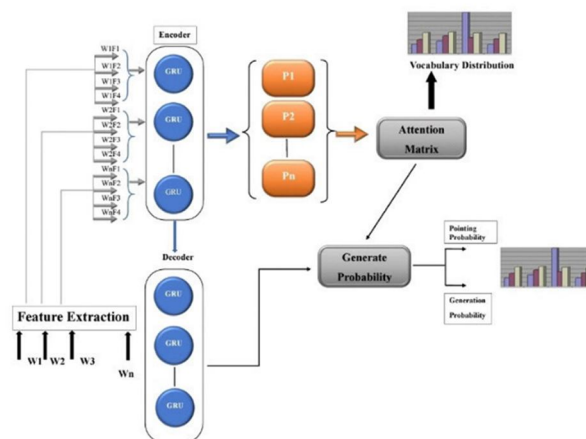 Encoder
W1F1
W1F2
W1F3
W1F4
W2F1
W2F2
W2F3
W2F4
WnF1
WnF2
WnF3
WnF4
GRU
GRU
GRU
P1
P2
Pn
Vocabulary Distribution
Attention
Matrix
Decoder
GRU
GRU
GRU
Generate
Probability
Pointing
Probability
Generation
Probability
Feature Extraction
W1
W2
W3
Wn